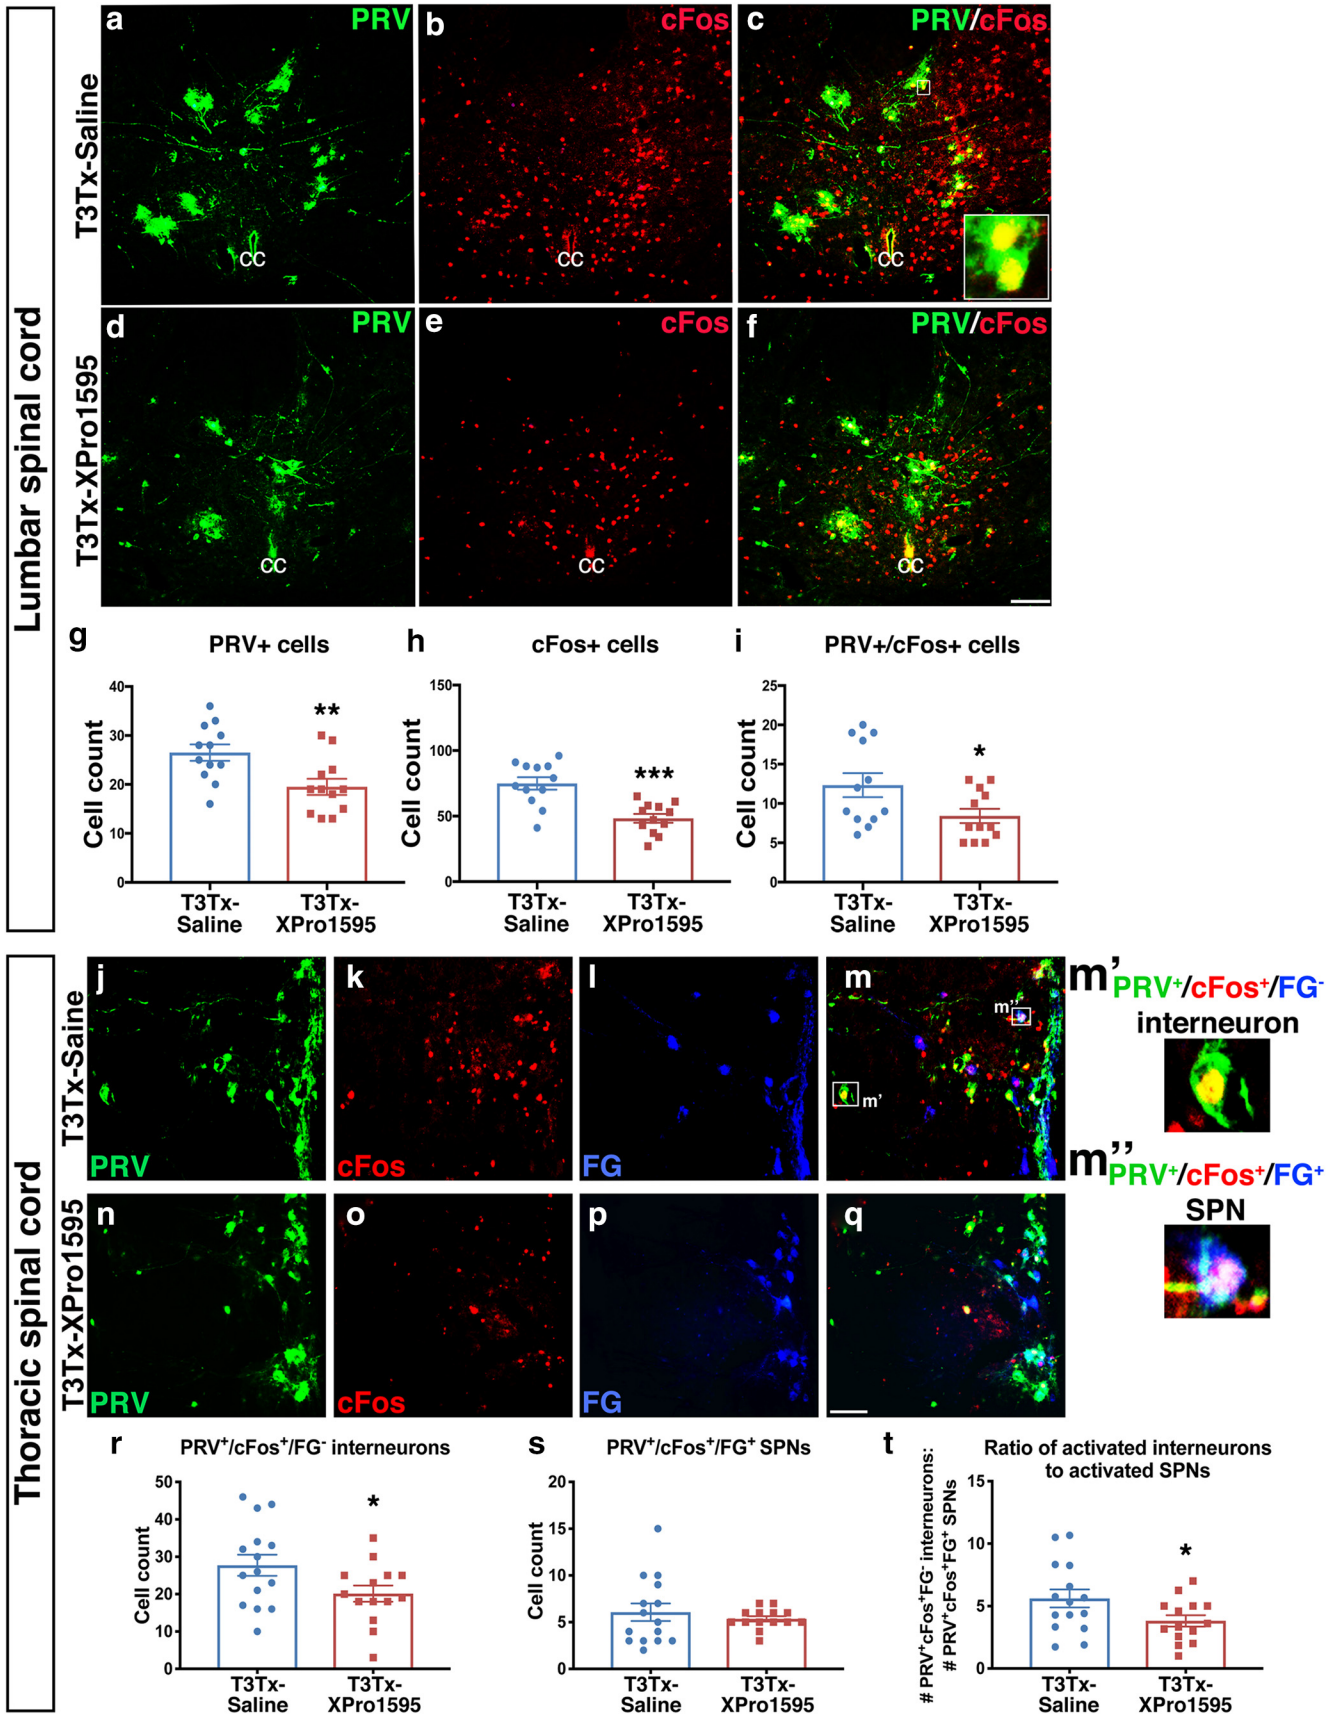 Lumbar spinal cord
T3Tx-Saline
a
PRV
b
cFos
c
PRV/cFos
CC
CC
CC
T3Tx-XPro1595
d
PRV
e
cFos
f
PRV/cFos
CC
CC
CC
g
PRV+ cells
Cell count
40
30
20
10
0
**
T3Tx-
Saline
T3Tx-
XPro1595
h
cFos+ cells
Cell count
150
100
50
0
***
T3Tx-
Saline
T3Tx-
XPro1595
i
PRV+/cFos+ cells
Cell count
25
20
15
10
5
0
*
T3Tx-
Saline
T3Tx-
XPro1595
Thoracic spinal cord
T3Tx-Saine
j
PRV
k
cFos
l
FG
m
m''
m'
m’
PRV⁺/cFos⁺/FG⁻
interneuron
m’’
PRV⁺/cFos⁺/FG⁺
SPN
T3Tx-XPro1595
n
PRV
o
cFos
p
FG
q
r
PRV⁺/cFos⁺/FG⁻ interneurons
Cell count
50
40
30
20
10
0
*
T3Tx-
Saline
T3Tx-
XPro1595
s
PRV⁺/cFos⁺/FG⁺ SPNs
Cell count
20
15
10
5
0
T3Tx-
Saline
T3Tx-
XPro1595
t
Ratio of activated interneurons
to activated SPNs
# PRV⁺cFos⁺FG⁻ interneurons:
# PRV⁺cFos⁺FG⁺ SPNs
15
10
5
0
*
T3Tx-
Saline
T3Tx-
XPro1595